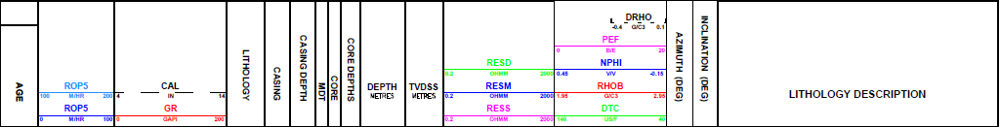 AGE
ROP5
100 M/HR 200
ROP5
0 M/HR 100
CAL
4 IN 14
GR
0 GAPI 200
LITHOLOGY
CASING
CASING DEPTH
MDT
CORE
CORE DEPTHS
DEPTH
METRES
TVDSS
METRES
RESD
0.2 OHMM 2000
RESM
0.2 OHMM 2000
RESS
0.2 OHMM 2000
DRHO
-0.4 G/C3 0.1
PEF
0 B/E 20
NPHI
0.45 V/V -0.15
RHOB
1.95 G/C3 2.95
DTC
140 US/F 40
AZIMUTH (DEG)
INCLINATION (DEG)
LITHOLOGY DESCRIPTION